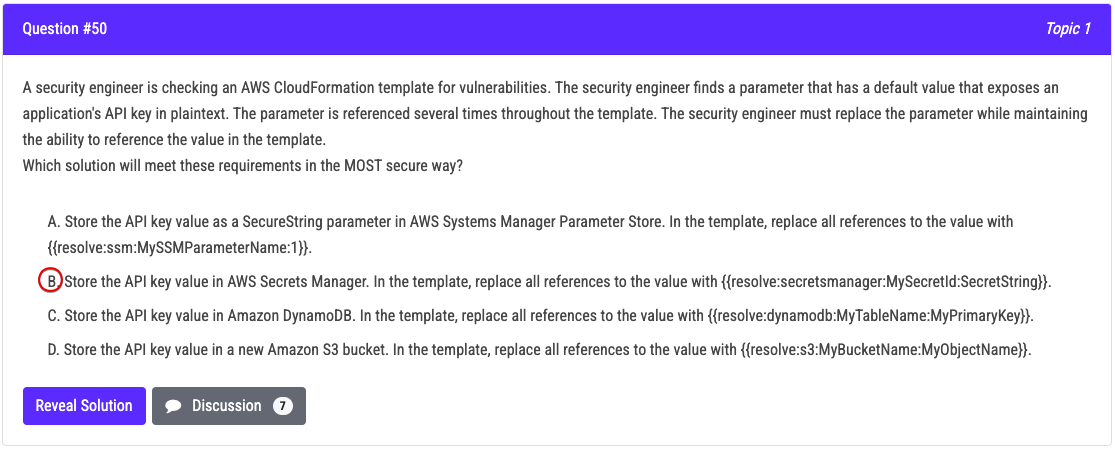 Question #50
Topic 1
A security engineer is checking an AWS CloudFormation template for vulnerabilities. The security engineer finds a parameter that has a default value that exposes an
application's API key in plaintext. The parameter is referenced several times throughout the template. The security engineer must replace the parameter while maintaining
the ability to reference the value in the template.
Which solution will meet these requirements in the MOST secure way?
A. Store the API key value as a SecureString parameter in AWS Systems Manager Parameter Store. In the template, replace all references to the value with
{{resolve:ssm:MySSMParameterName:1}}.
B. Store the API key value in AWS Secrets Manager. In the template, replace all references to the value with {{resolve:secretsmanager:MySecretId:SecretString}}.
C. Store the API key value in Amazon DynamoDB. In the template, replace all references to the value with {{resolve:dynamodb:MyTableName:MyPrimaryKey}}.
D. Store the API key value in a new Amazon S3 bucket. In the template, replace all references to the value with {{resolve:s3:MyBucketName:MyObjectName}}.
Reveal Solution
Discussion 7